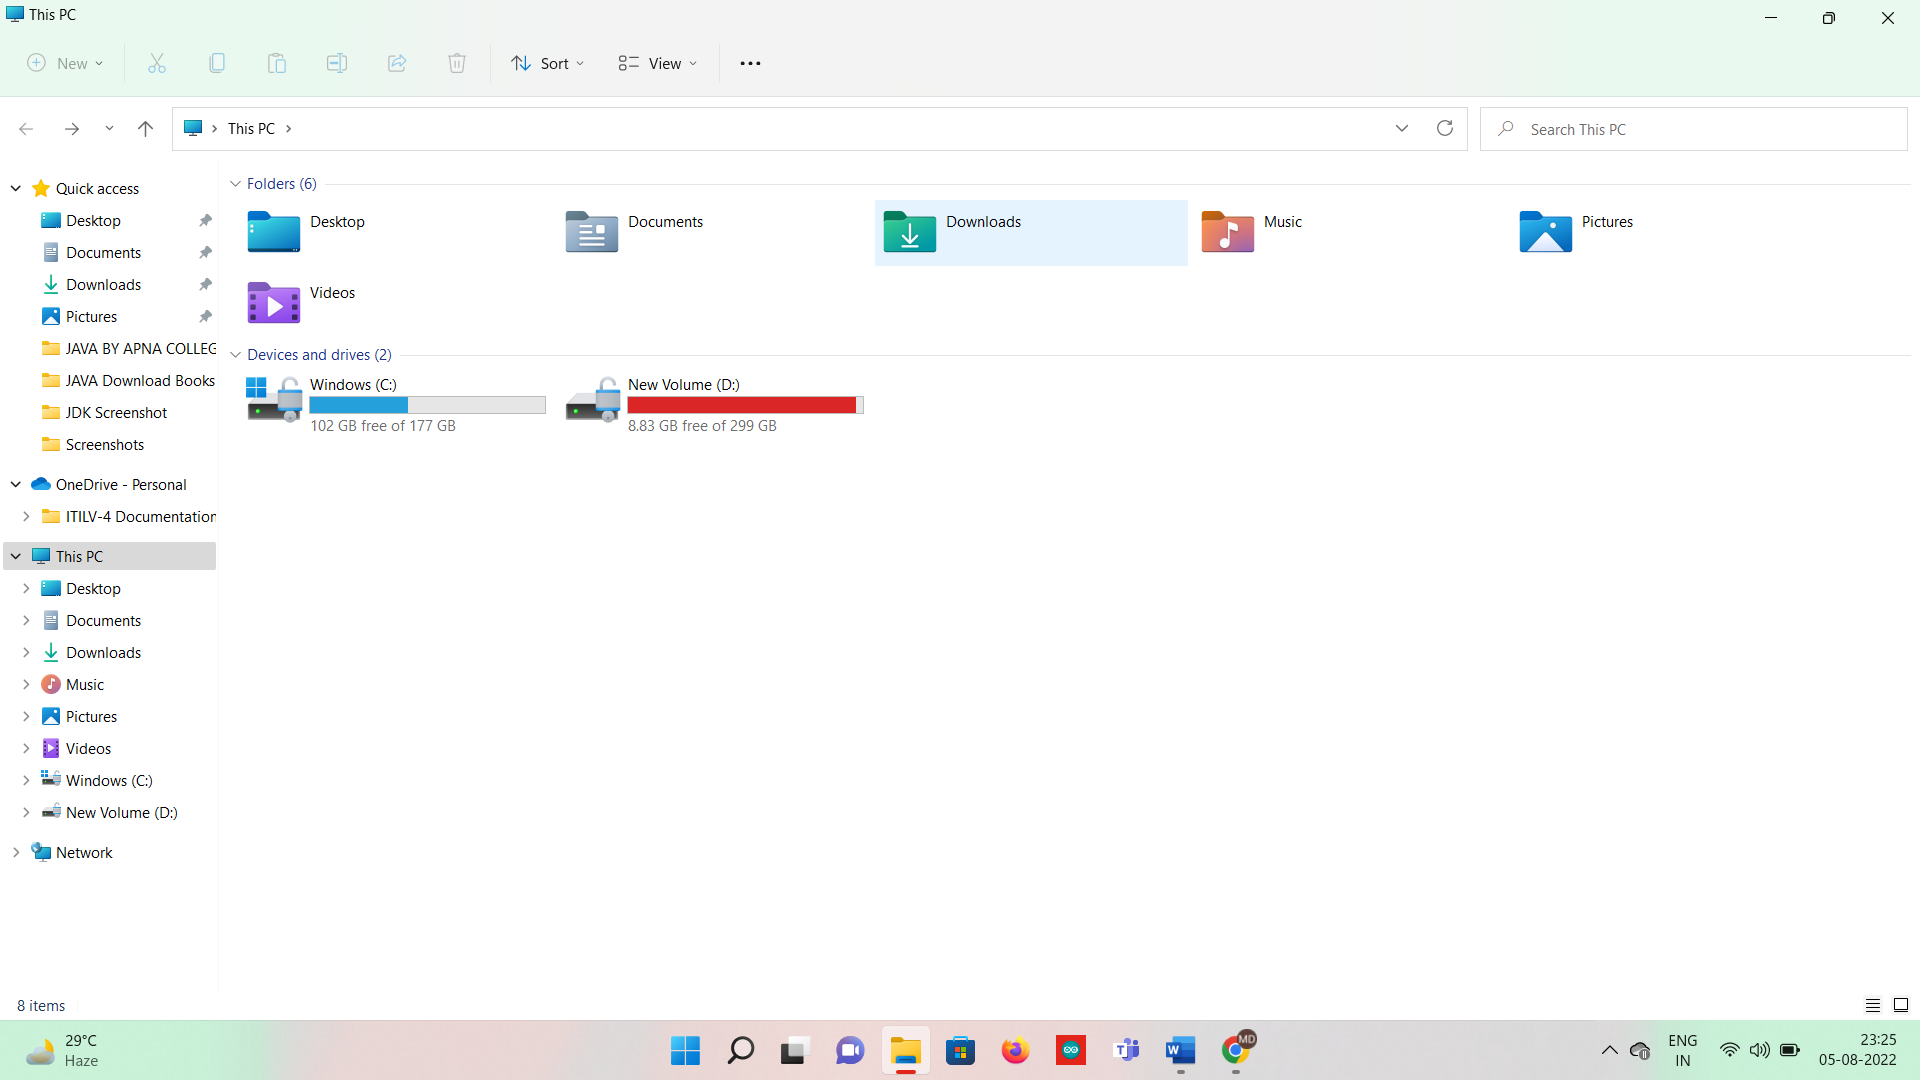 This PC
New
Sort
View
This PC
Search This PC
Quick access
Desktop
Documents
Downloads
Pictures
JAVA BY APNA COLLEG
JAVA Download Books
JDK Screenshot
Screenshots
OneDrive - Personal
ITILV-4 Documentation
This PC
Desktop
Documents
Downloads
Music
Pictures
Videos
Windows (C:)
New Volume (D:)
Network
Folders (6)
Desktop
Documents
Downloads
Music
Pictures
Videos
Devices and drives (2)
Windows (C:)
102 GB free of 177 GB
New Volume (D:)
8.83 GB free of 299 GB
8 items
29°C
Haze
W
MD
ENG
IN
23:25
05-08-2022